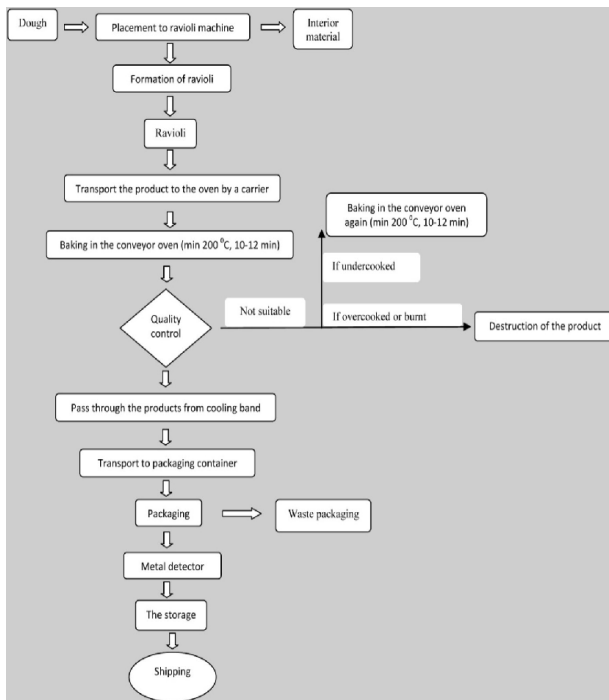 Dough
Placement to ravioli machine
Interior
material
Formation of ravioli
Ravioli
Transport the product to the oven by a carrier
Baking in the conveyor oven
again (min 200 °C, 10-12 min)
Baking in the conveyor oven (min 200 °C, 10-12 min)
If undercooked
Quality
control
Not suitable
If overcooked or burnt
Destruction of the product
Pass through the products from cooling band
Transport to packaging container
Packaging
Waste packaging
Metal detector
The storage
Shipping